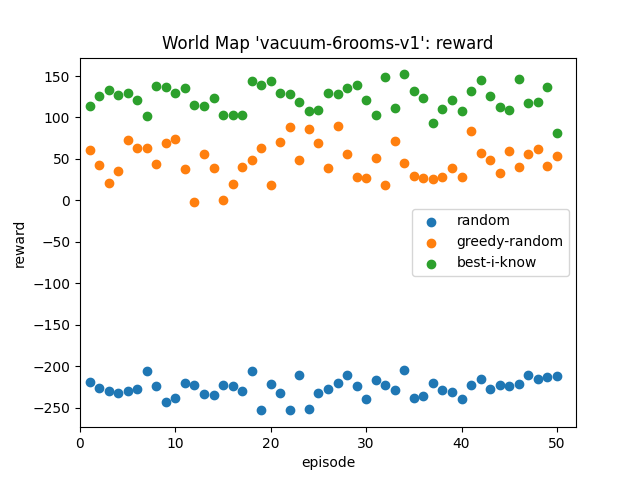 World Map 'vacuum-6rooms-v1': reward
150
100
50
0
−50
−100
−150
−200
−250
reward
random
greedy-random
best-i-know
0 10 20 30 40 50
episode